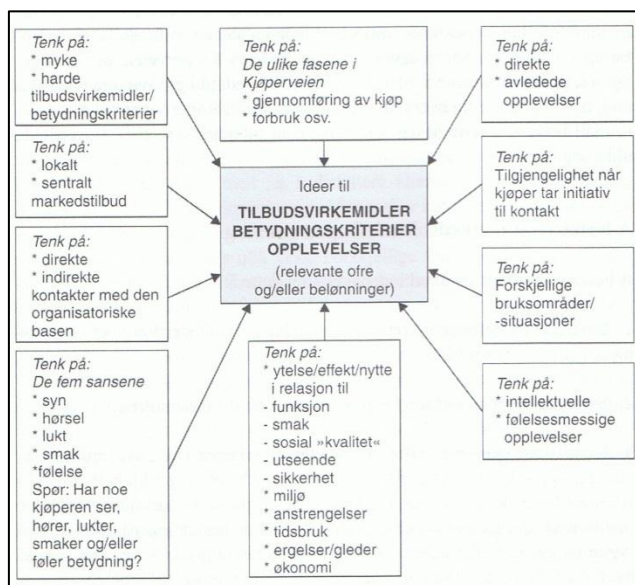 Tenk på:
* myke
* harde
tilbudsvirkemidler/
betydningskriterier
Tenk på:
De ulike fasene i
Kjøperveien
* gjennomføring av kjøp
* forbruk osv.
Tenk på:
* direkte
* avledede
opplevelser
Tenk på:
* lokalt
* sentralt
markedstilbud
Ideer til
TILBUDSVIRKEMIDLER
BETYDNINGSKRITERIER
OPPLEVELSER
(relevante ofre
og/eller belønninger)
Tenk på:
Tilgjengelighet når
kjøper tar initiativ
til kontakt
Tenk på:
* direkte
* indirekte
kontakter med den
organisatoriske
basen
Tenk på:
Forskjellige
bruksområder/
-situasjoner
Tenk på:
De fem sansene
* syn
* hørsel
* lukt
* smak
*følelse
Spør: Har noe
kjøperen ser,
hører, lukter,
smaker og/eller
føler betydning?
Tenk på:
* ytelse/effekt/nytte
i relasjon til
- funksjon
- smak
- sosial »kvalitet«
- utseende
- sikkerhet
* miljø
* anstrengelser
* tidsbruk
* ergelser/gleder
* økonomi
Tenk på:
* intellektuelle
* følelsesmessige
opplevelser